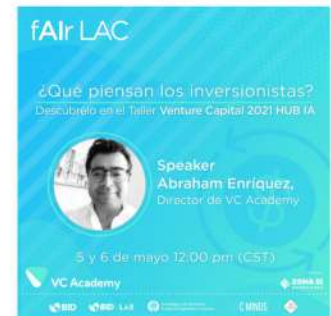 fAIr LAC
¿Qué piensan los inversionistas?
Descúbrelo en el Taller Venture Capital 2021 HUB IA
Speaker
Abraham Enríquez,
Director de VC Academy
5 y 6 de mayo 12:00 pm (CST)
VC Academy
BID
BID LAB
C MINDS